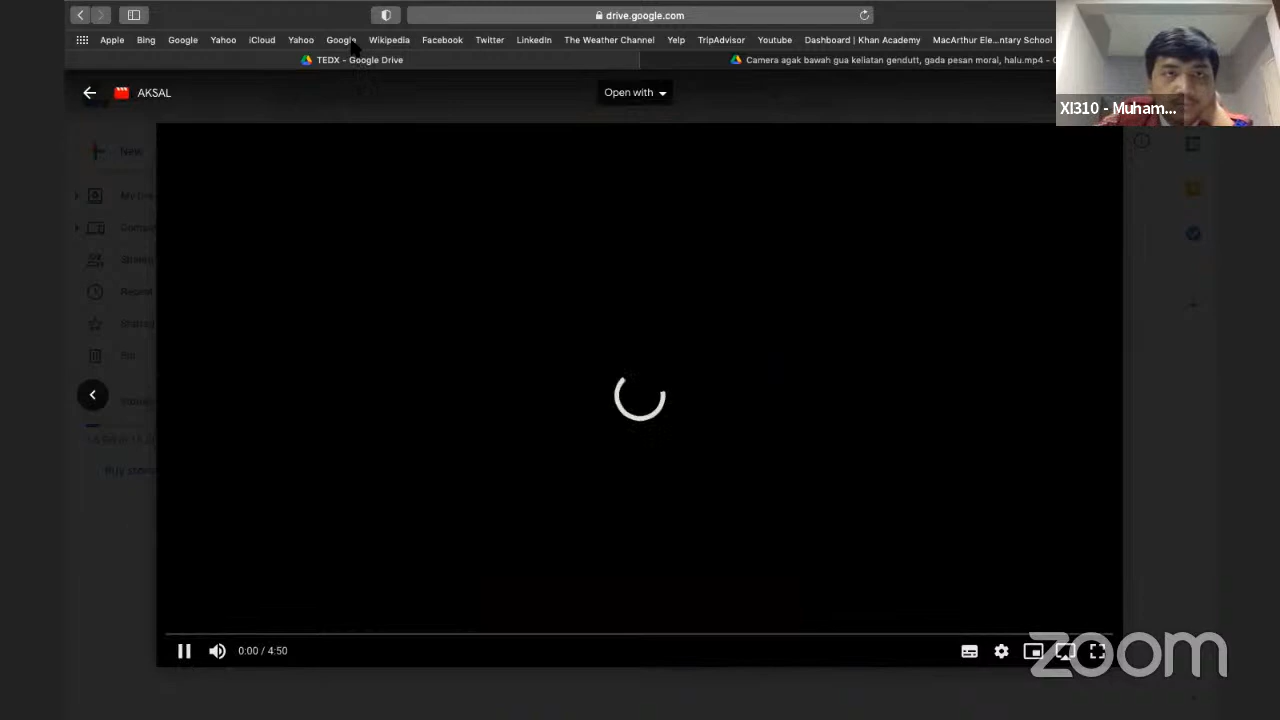 drive.google.com
Apple Bing Google Yahoo iCloud Yahoo Google Wikipedia Facebook Twitter LinkedIn The Weather Channel Yelp TripAdvisor Youtube Dashboard | Khan Academy MacArthur Ele...ntary School
TEDX - Google Drive
Camera agak bawah gua keliatan gendutt, gada pesan moral, halu.mp4 -
AKSAL
Open with
XI310 - Muham...
New
0:00 / 4:50
zoom